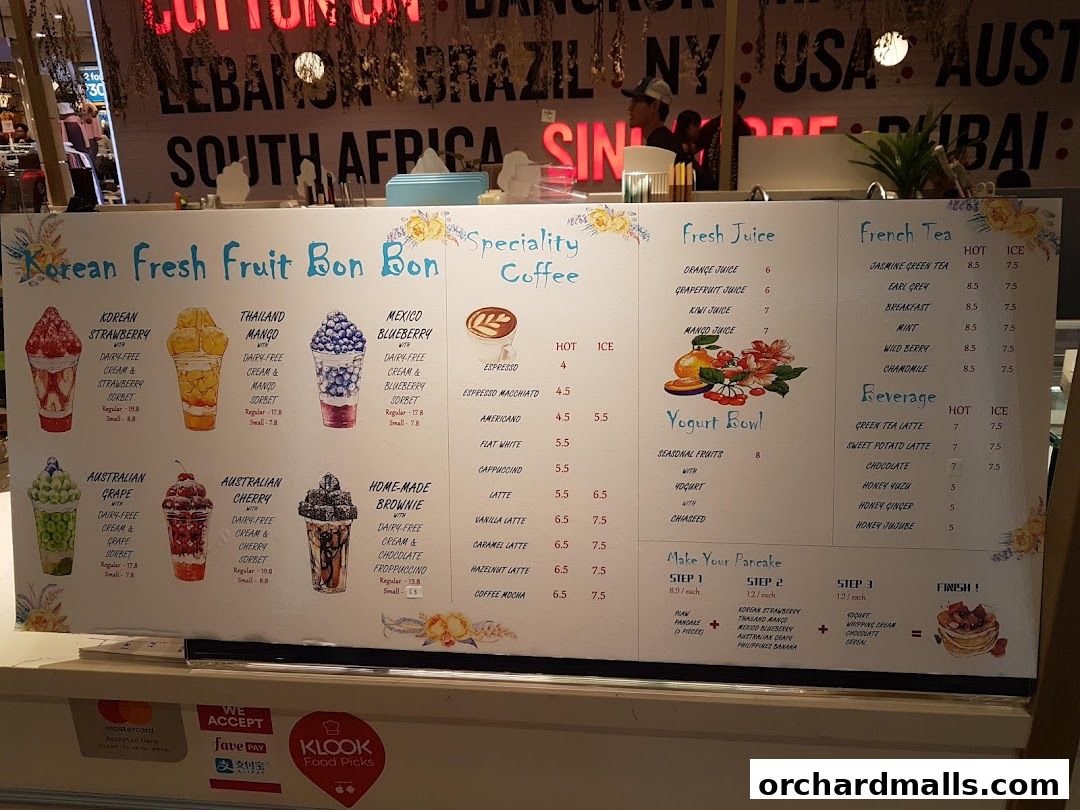 COTTON ON
BANGKOK
LEBANON BRAZIL NY USA AUST
SOUTH AFRICA SINGAPORE DUBAI
Korean Fresh Fruit Bon Bon
KOREAN
STRAWBERRY
WITH
DAIRY-FREE
CREAM &
STRAWBERRY
SORBET
Regular - 19.8
Small - 8.8
THAILAND
MANGO
WITH
DAIRY-FREE
CREAM &
MANGO
SORBET
Regular - 17.8
Small - 7.8
MEXICO
BLUEBERRY
WITH
DAIRY-FREE
CREAM &
BLUEBERRY
SORBET
Regular - 17.8
Small - 8.7
AUSTRALIAN
GRAPE
WITH
DAIRY-FREE
CREAM &
GRAPE
SORBET
Regular - 17.8
Small - 7.8
AUSTRALIAN
CHERRY
WITH
DAIRY-FREE
CREAM &
CHERRY
SORBET
Regular - 19.8
Small - 8.8
HOME-MADE
BROWNIE
WITH
DAIRY-FREE
CREAM &
CHOCOLATE
FROPPUCCINO
Regular - 13.8
Small - 6.8
Speciality
Coffee
HOT ICE
ESPRESSO 4
ESPRESSO MACCHIATO 4.5
AMERICANO 4.5 5.5
FLAT WHITE 5.5
CAPPUCCINO 5.5
LATTE 5.5 6.5
VANILLA LATTE 6.5 7.5
CARAMEL LATTE 6.5 7.5
HAZELNUT LATTE 6.5 7.5
COFFEE MOCHA 6.5 7.5
Fresh Juice
ORANGE JUICE 6
GRAPEFRUIT JUICE 6
KIWI JUICE 7
MANGO JUICE 7
Yogurt Bowl
SEASONAL FRUITS 8
WITH
YOGURT
WITH
CHIASEED
French Tea
HOT ICE
JASMINE GREEN TEA 8.5 7.5
EARL GREY 8.5 7.5
BREAKFAST 8.5 7.5
MINT 8.5 7.5
WILD BERRY 8.5 7.5
CHAMOMILE 8.5 7.5
Beverage
HOT ICE
GREEN TEA LATTE 7 7.5
SWEET POTATO LATTE 7 7.5
CHOCOLATE 7 7.5
HONEY YUZU 5
HONEY GINGER 5
HONEY JUJUBE 5
Make Your Pancake
STEP 1
8.9 / each
PLAW
PANCAKE
(2 PIECES)
+
STEP 2
1.2 / each
KOREAN STRAWBERRY
THAILAND MANGO
MEXICO BLUEBERRY
AUSTRALIAN GRAPE
PHILIPPINES BANANA
+
STEP 3
1.2 / each
YOGURT
WHIPPING CREAM
CHOCOLATE
CEREAL
=
FINISH !
mastercard
Accepted Here
WE
ACCEPT
fave PAY
支付宝
ALIPAY
KLOOK
Food Picks
orchardmalls.com